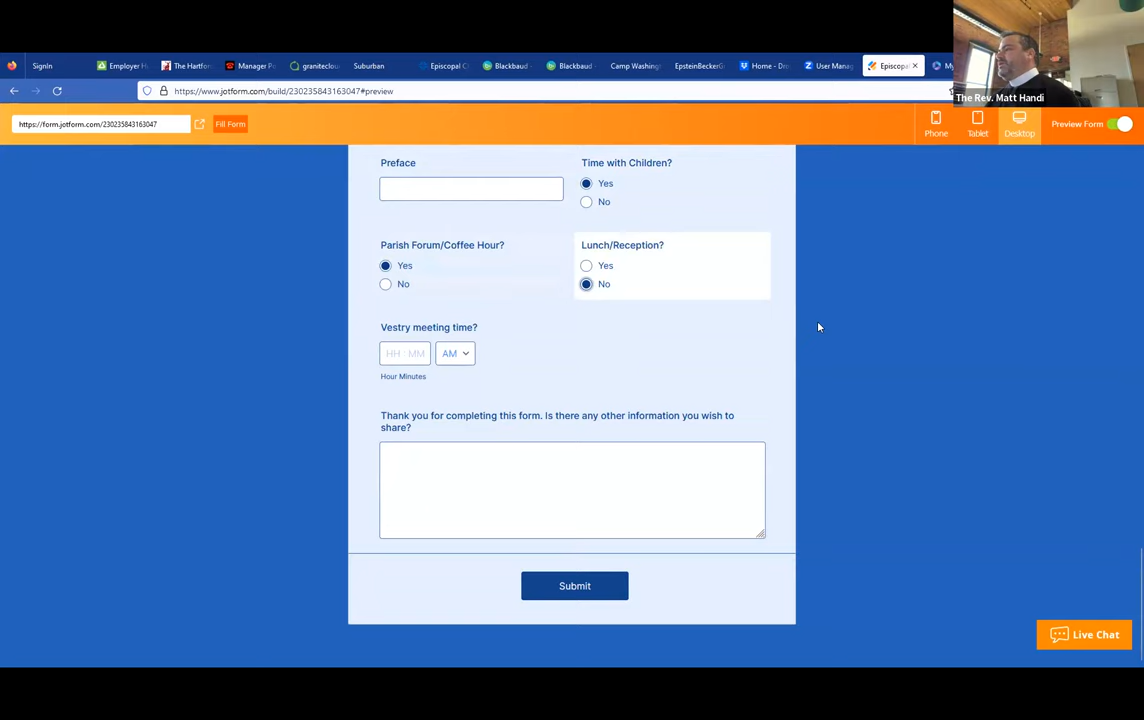 SignIn
Employer H
The Hartfor
Manager P
graniteclou
Suburban
Episcopal C
Blackbaud
Blackbaud
Camp Washing
EpsteinBeckerG
Home - Dr
User Manag
Episcopal
My
https://www.jotform.com/build/230235843163047#preview
The Rev. Matt Handi
https://form.jotform.com/230235843163047
Fill Form
Phone
Tablet
Desktop
Preview Form
Preface
Time with Children?
Yes
No
Parish Forum/Coffee Hour?
Lunch/Reception?
Yes
Yes
No
No
Vestry meeting time?
HH : MM
AM
Hour Minutes
Thank you for completing this form. Is there any other information you wish to
share?
Submit
Live Chat